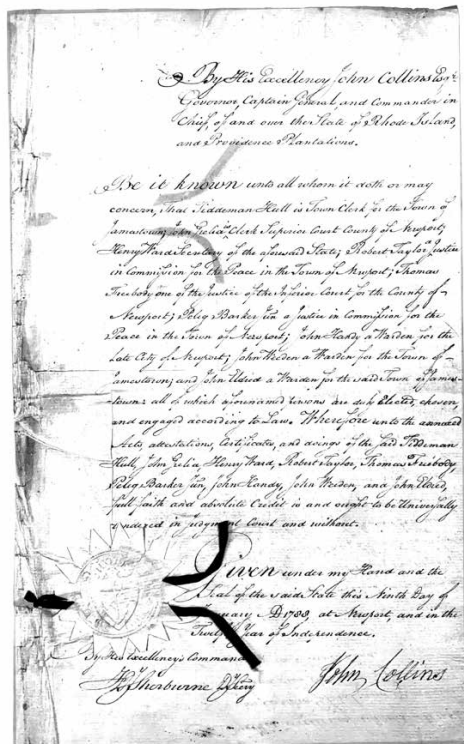 By His Excellency John Collins Esqr.
Governor, Captain General, and Commander in
Chief, of and over the State of Rhode Island,
and Providence Plantations.
Be it known unto all whom it doth or may
concern, That Tiddeman Hull is Town Clerk for the Town of
Jamestown; John Grelia Clerk Superior Court County of Newport;
Henry Ward Secretary of the aforesaid State; Robert Taylor a Justice
in Commission for the Peace in the Town of Newport; Thomas
Freebody one of the Justice of the Inferior Court for the County of
Newport; Peleg Barker Jun a Justice in Commission for the
Peace in the Town of Newport; John Handy a Warden for the
Late City of Newport; John Weeden a Warden for the Town of
Jamestown; and John Eldred a Warden for the said Town of James-
town: all of which aforenamed Persons are duly Elected, chosen,
and engaged according to Law. Wherefore unto the annexed
Acts, attestations, Certificates, and doings of the said Tiddeman
Hull, John Grelia Henry Ward, Robert Taylor, Thomas Freebody
Peleg Barker Jun, John Handy, John Weeden, and John Eldred,
full faith and absolute Credit is and ought to be Universally
rendered in Judgment Court and without.
Given under my Hand and the
Seal of the said State this Ninth Day of
AD 1788, at Newport, and in the
Twelfth Year of Independence.
By His Excellency's Command
Sherburne D Secry
John Collins